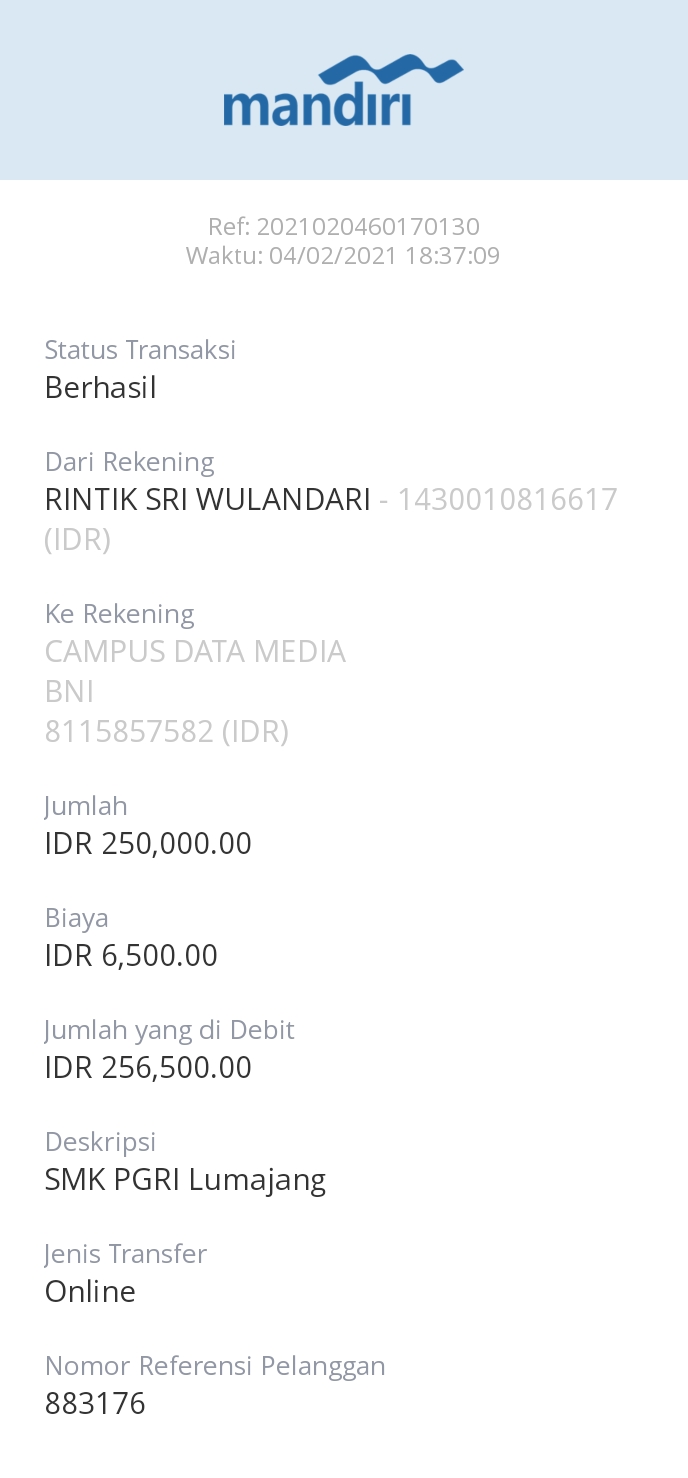 mandiri
Ref: 2021020460170130
Waktu: 04/02/2021 18:37:09
Status Transaksi
Berhasil
Dari Rekening
RINTIK SRI WULANDARI - 1430010816617
(IDR)
Ke Rekening
CAMPUS DATA MEDIA
BNI
8115857582 (IDR)
Jumlah
IDR 250,000.00
Biaya
IDR 6,500.00
Jumlah yang di Debit
IDR 256,500.00
Deskripsi
SMK PGRI Lumajang
Jenis Transfer
Online
Nomor Referensi Pelanggan
883176